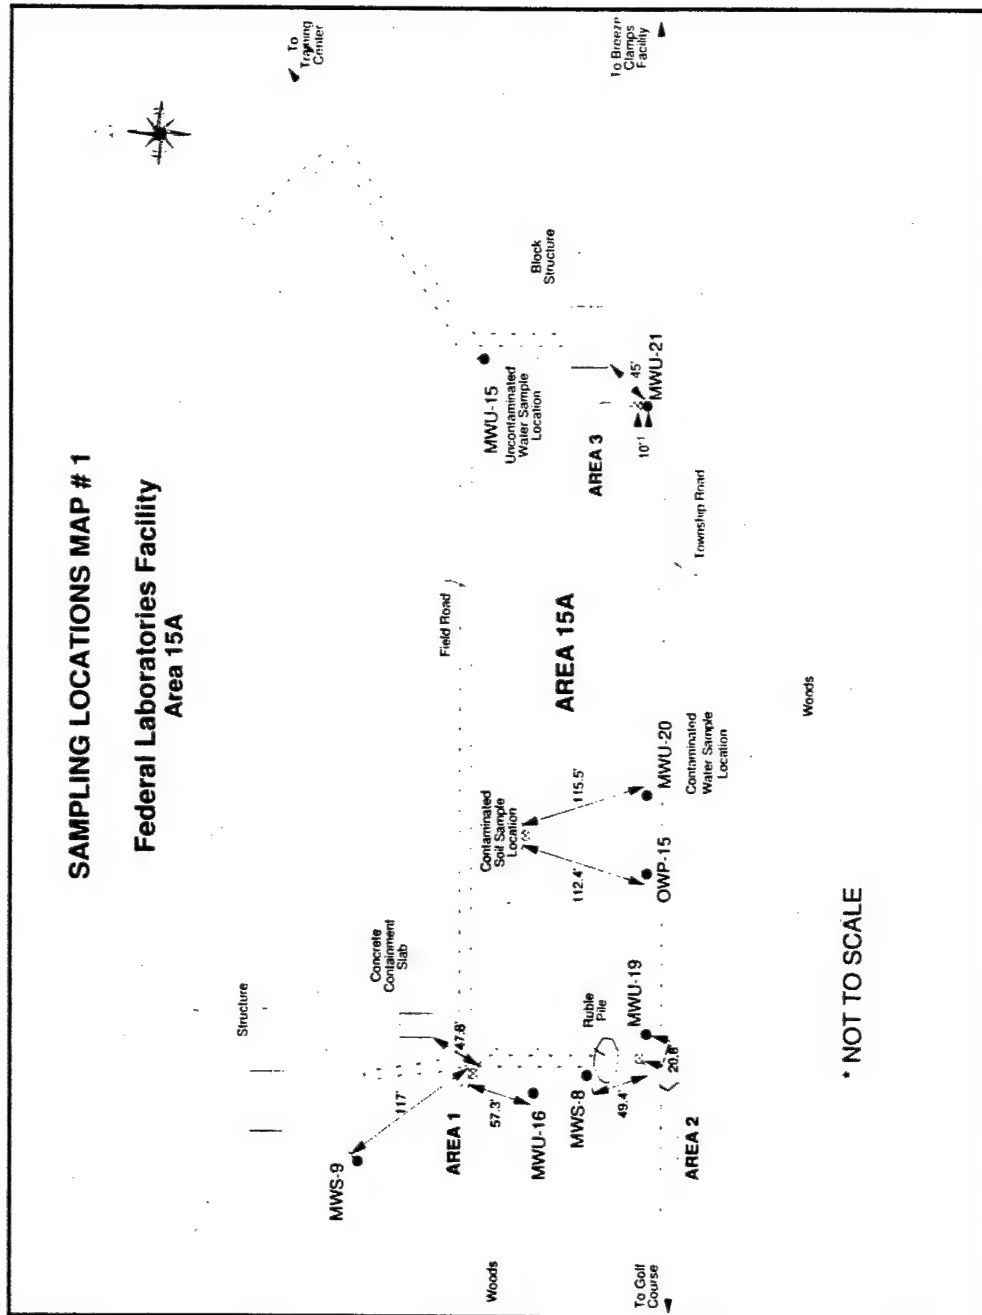 SAMPLING LOCATIONS MAP # 1
Federal Laboratories Facility
Area 15A
To
Training
Center
Structure
Concrete
Containment
Slab
MWS-9
117'
47.8'
AREA 1
57.3'
MWU-16
Field Road
Contaminated
Soil Sample
Location
MWU-15
Uncontaminated
Water Sample
Location
Block
Structure
To Breeze
Clamps
Facility
Woods
MWS-8
Ruble
Pile
49.4'
MWU-19
20.8'
AREA 2
112.4'
115.5'
OWP-15
MWU-20
Contaminated
Water Sample
Location
AREA 15A
AREA 3
45'
10'1
MWU-21
Township Road
To Golf
Course
Woods
* NOT TO SCALE